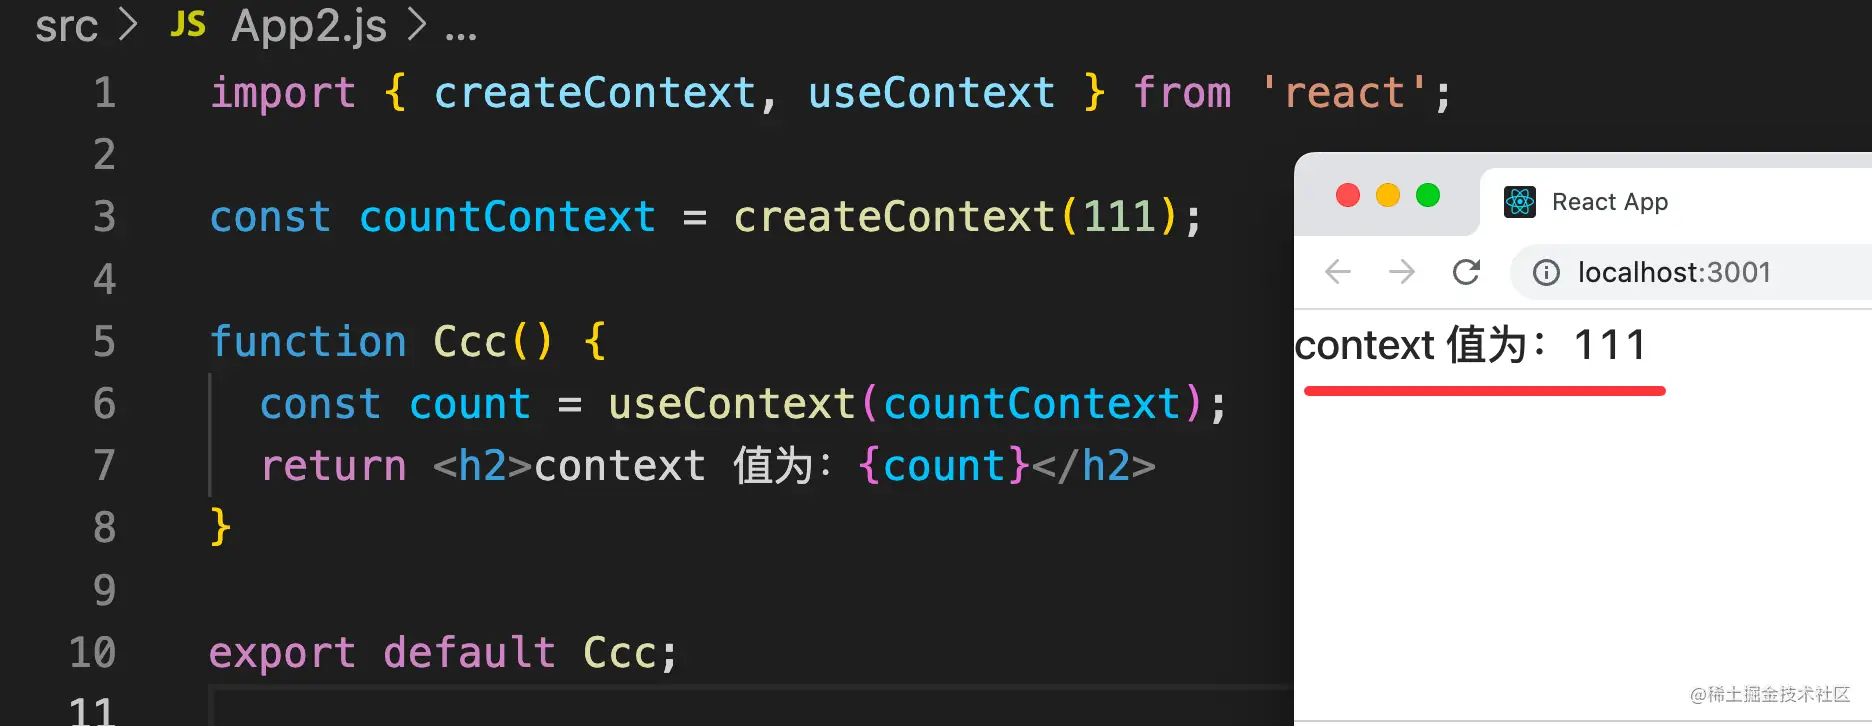 src > JS App2.js > ...
1 import { createContext, useContext } from 'react';
2
3 const countContext = createContext(111);
4
5 function Ccc() {
6 const count = useContext(countContext);
7 return <h2>context 值为：{count}</h2>
8 }
9
10 export default Ccc;
11
React App
localhost:3001
context 值为：111
@稀土掘金技术社区